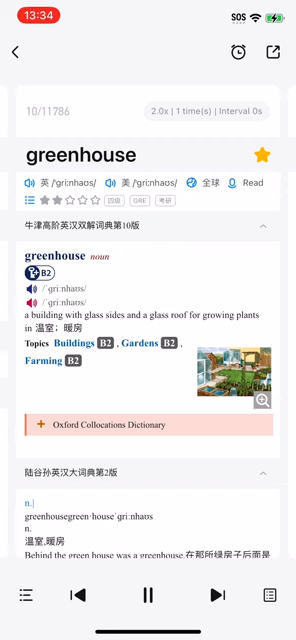 13:34
SOS
10/11786
2.0x | 1 time(s) | Interval 0s
greenhouse
英 /'ɡriːnhaʊs/ 美 /'ɡriːnhaʊs/ 全球 Read
四级 GRE 考研
牛津高阶英汉双解词典第10版
greenhouse noun
B2
/ˈɡriːnhaʊs/
/ˈɡriːnhaʊs/
a building with glass sides and a glass roof for growing plants
in 温室；暖房
Topics Buildings B2 , Gardens B2 ,
Farming B2
+ Oxford Collocations Dictionary
陆谷孙英汉大词典第2版
n.|
greenhousegreen·houseˈɡriːnhaʊs
n.
温室,暖房
Behind the green house was a greenhouse.在那所绿房子后面是